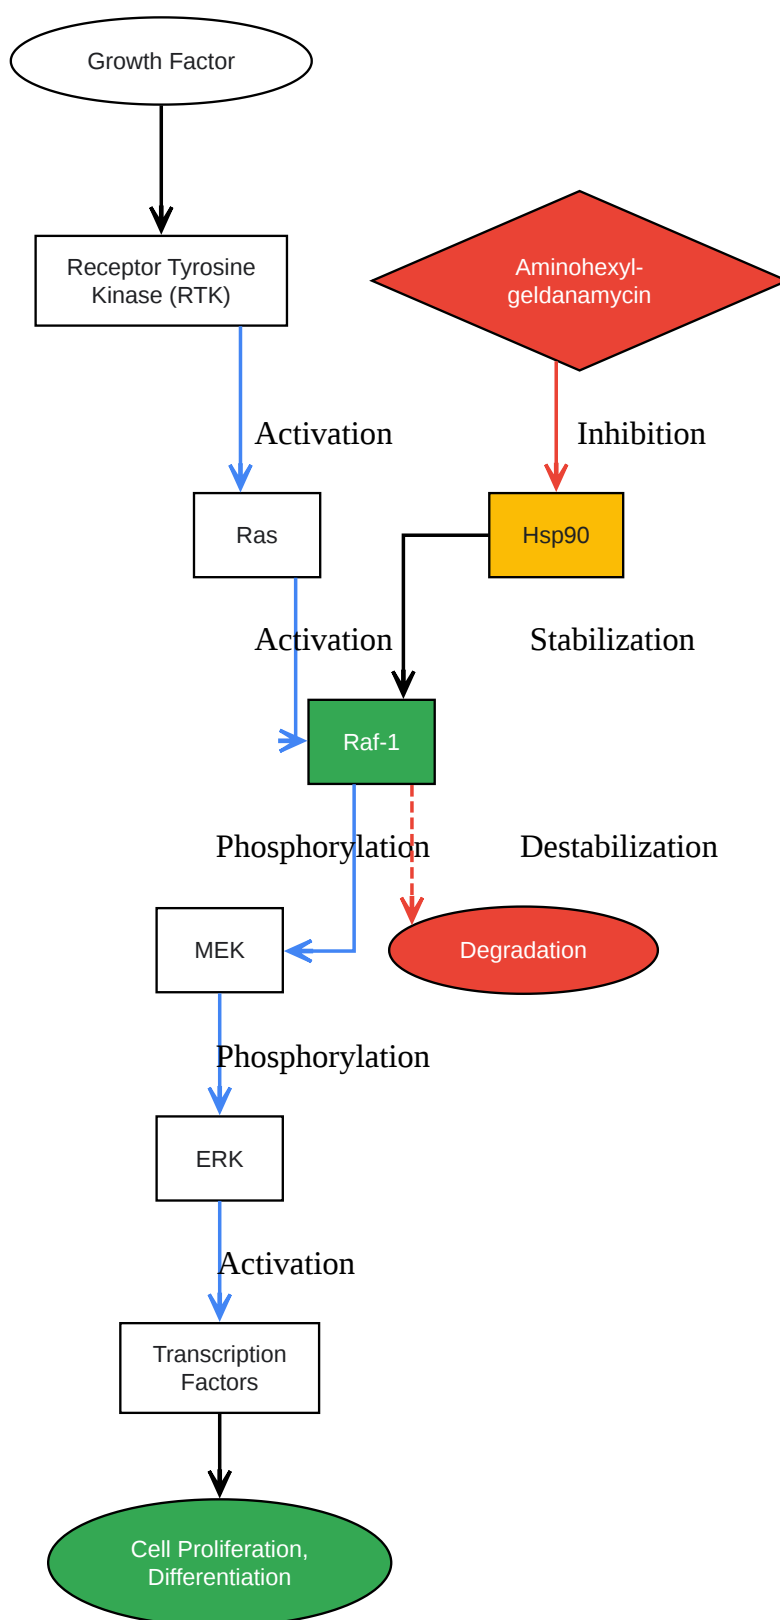 Growth Factor
Receptor Tyrosine
Kinase (RTK)
Aminohexyl-
geldanamycin
Activation
Inhibition
Ras
Hsp90
Activation
Stabilization
Raf-1
Phosphorylation
Destabilization
MEK
Degradation
Phosphorylation
ERK
Activation
Transcription
Factors
Cell Proliferation,
Differentiation